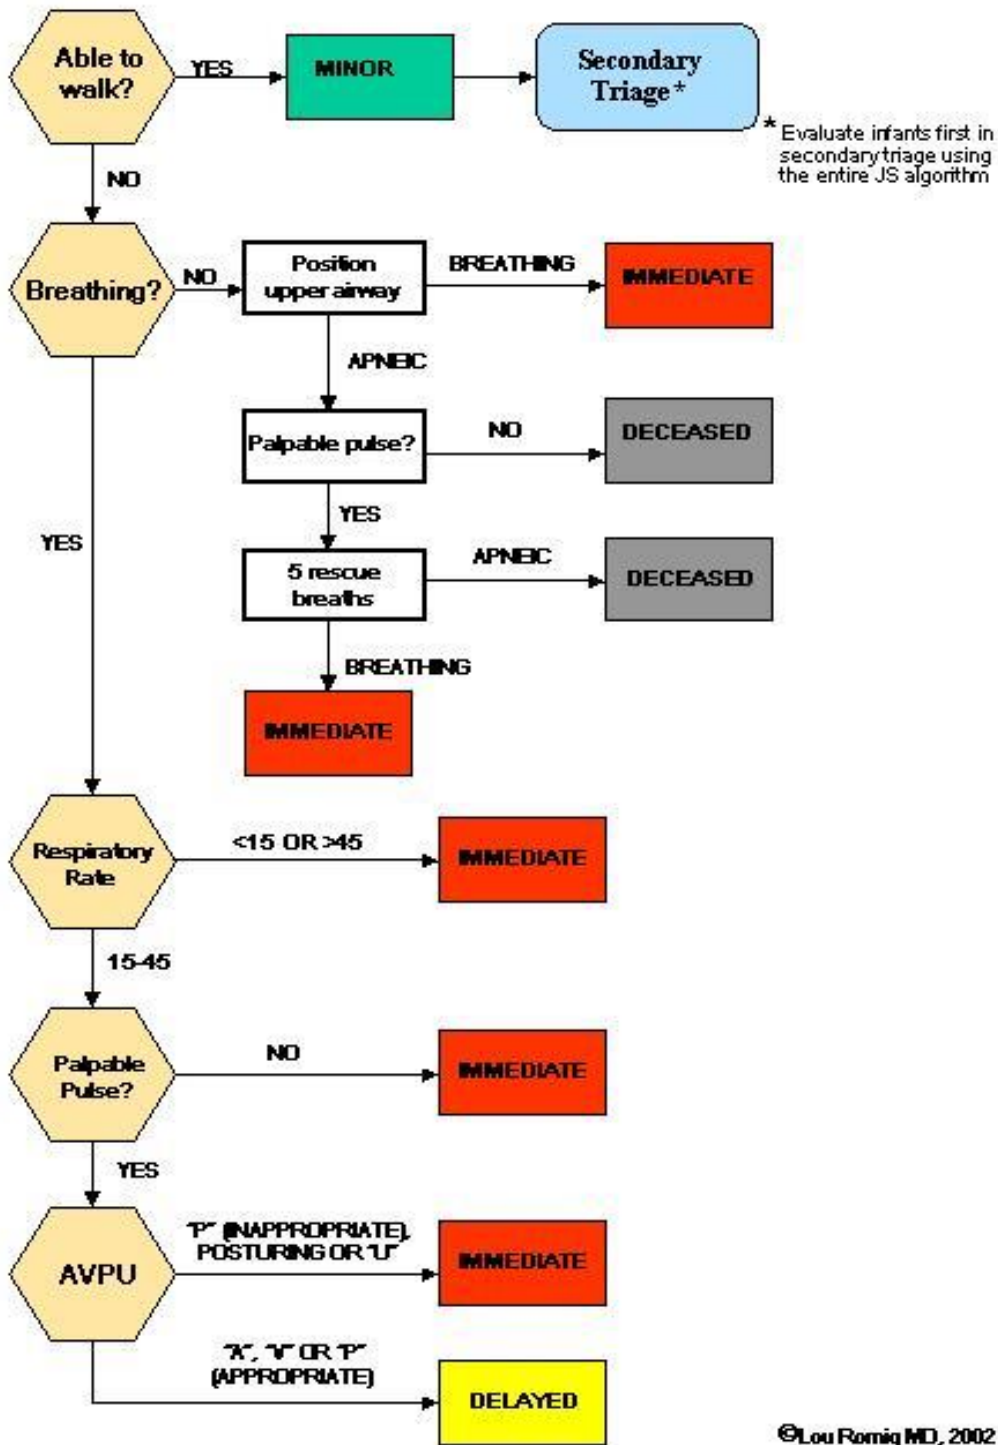 Able to
walk?
YES
MINOR
Secondary
Triage*
* Evaluate infants first in
secondary triage using
the entire JS algorithm
NO
Breathing?
NO
Position
upper airway
BREATHING
IMMEDIATE
APNEIC
Palpable pulse?
NO
DECEASED
YES
5 rescue
breaths
APNEIC
DECEASED
BREATHING
IMMEDIATE
YES
Respiratory
Rate
<15 OR >45
IMMEDIATE
15-45
Palpable
Pulse?
NO
IMMEDIATE
YES
AVPU
"P" (INAPPROPRIATE),
POSTURING OR "U"
IMMEDIATE
"A", "V" OR "P"
(APPROPRIATE)
DELAYED
©Lou Romig MD, 2002